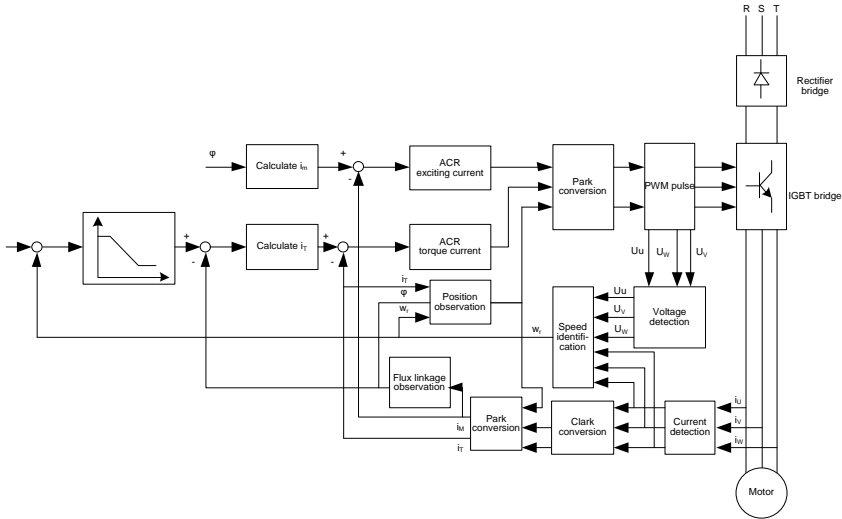 R S T
Rectifier
bridge
φ
Calculate im
+
-
ACR
exciting current
Park
conversion
PWM pulse
IGBT bridge
+
-
Calculate iT
+
-
ACR
torque current
Uu UW UV
iT
φ
wr
Position
observation
Uu
UV
UW
Voltage
detection
wr
Speed
identifi-
cation
Flux linkage
observation
iM
iT
Park
conversion
Clark
conversion
Current
detection
iU
iV
iW
Motor